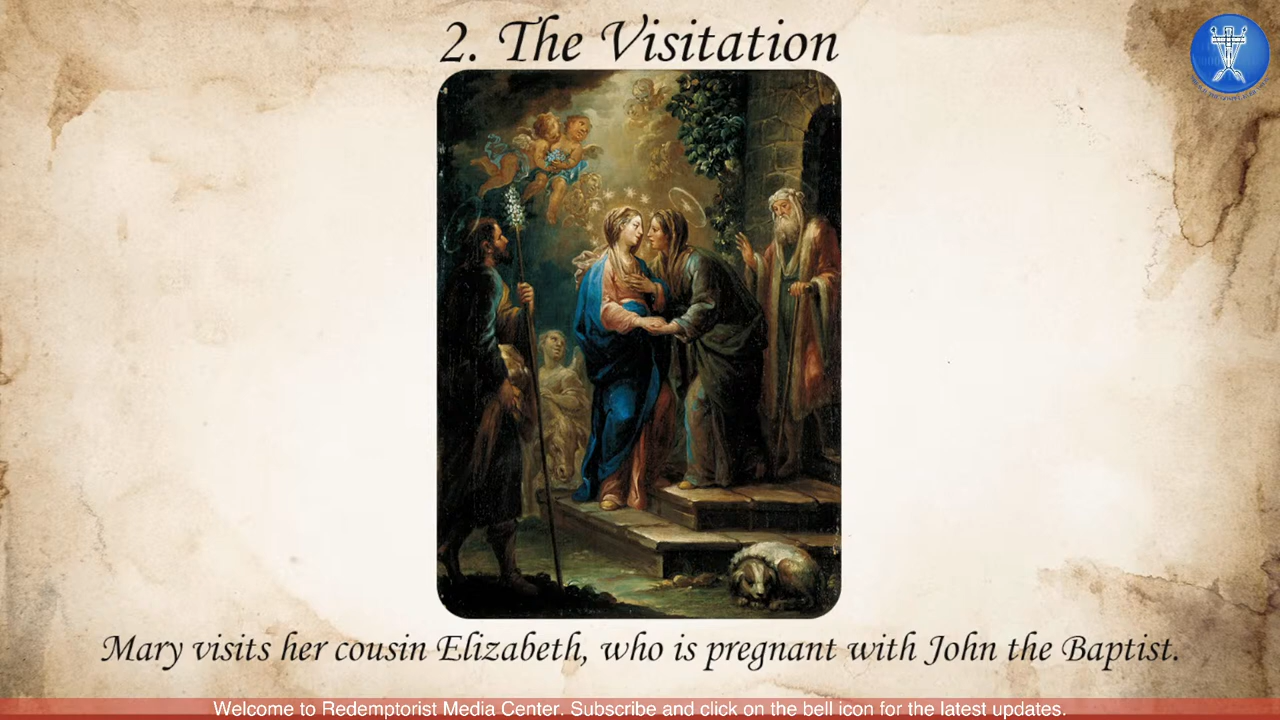 2. The Visitation
Mary visits her cousin Elizabeth, who is pregnant with John the Baptist.
Welcome to Redemptorist Media Center. Subscribe and click on the bell icon for the latest updates.